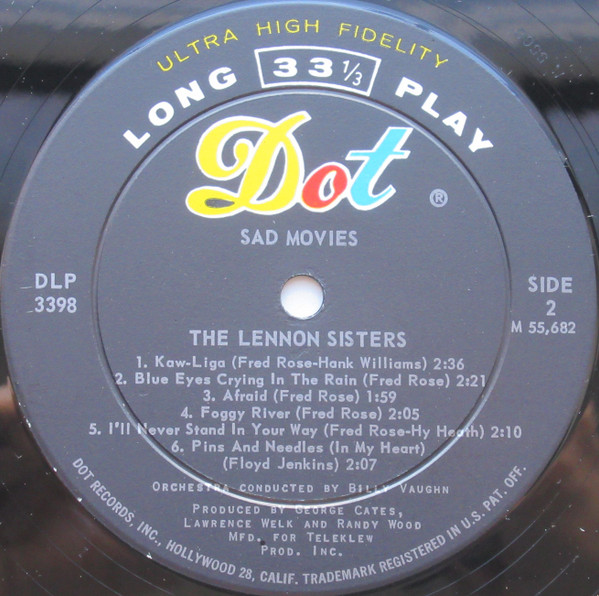 ULTRA HIGH FIDELITY
LONG 33 1/3 PLAY
Dot ®
SAD MOVIES
DLP
3398
SIDE
2
M 55,682
THE LENNON SISTERS
1. Kaw-Liga (Fred Rose-Hank Williams) 2:36
2. Blue Eyes Crying In The Rain (Fred Rose) 2:21
3. Afraid (Fred Rose) 1:59
4. Foggy River (Fred Rose) 2:05
5. I'll Never Stand In Your Way (Fred Rose-Hy Heath) 2:10
6. Pins And Needles (In My Heart)
(Floyd Jenkins) 2:07
ORCHESTRA CONDUCTED BY BILLY VAUGHN
PRODUCED BY GEORGE CATES,
LAWRENCE WELK AND RANDY WOOD
MFD. FOR TELEKLEW
PROD. INC.
DOT RECORDS, INC., HOLLYWOOD 28, CALIF. TRADEMARK REGISTERED IN U.S. PAT. OFF.